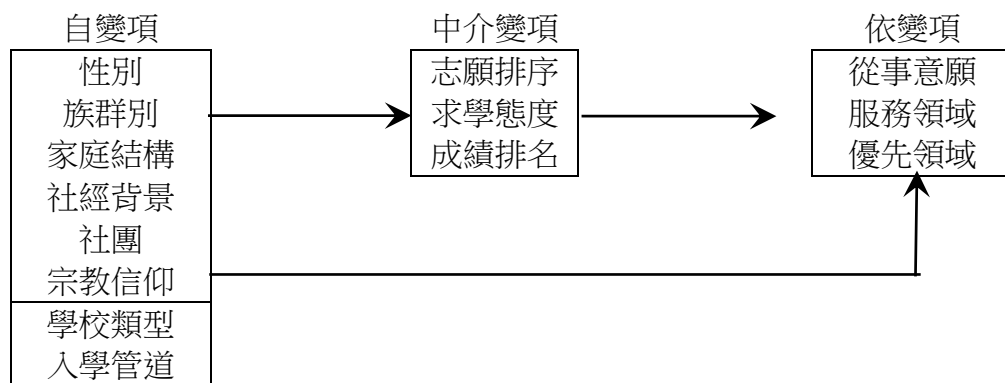 自變項
性別
族群別
家庭結構
社經背景
社團
宗教信仰
學校類型
入學管道
中介變項
志願排序
求學態度
成績排名
依變項
從事意願
服務領域
優先領域